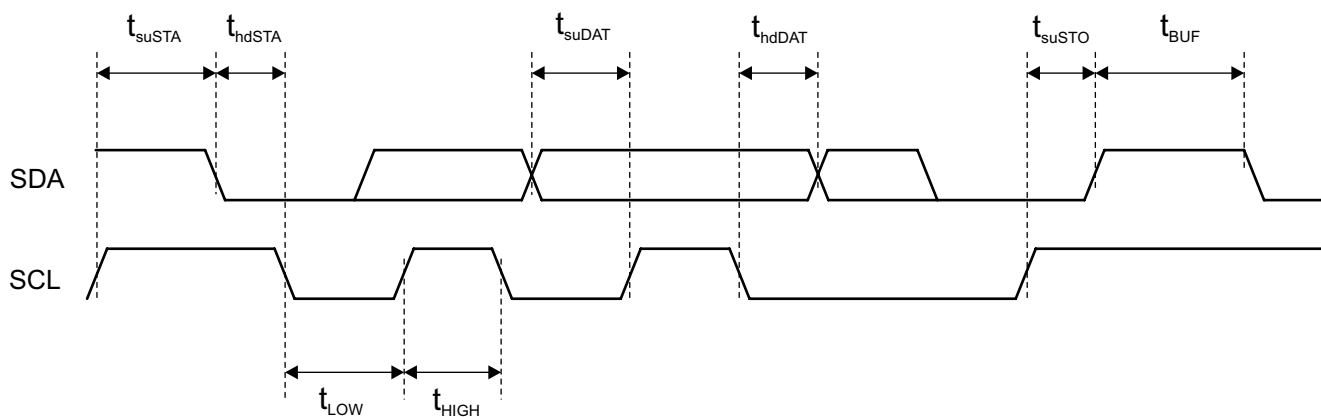 tsuSTA thdSTA tsuDAT thdDAT tsuSTO tBUF
SDA
SCL
tLOW tHIGH